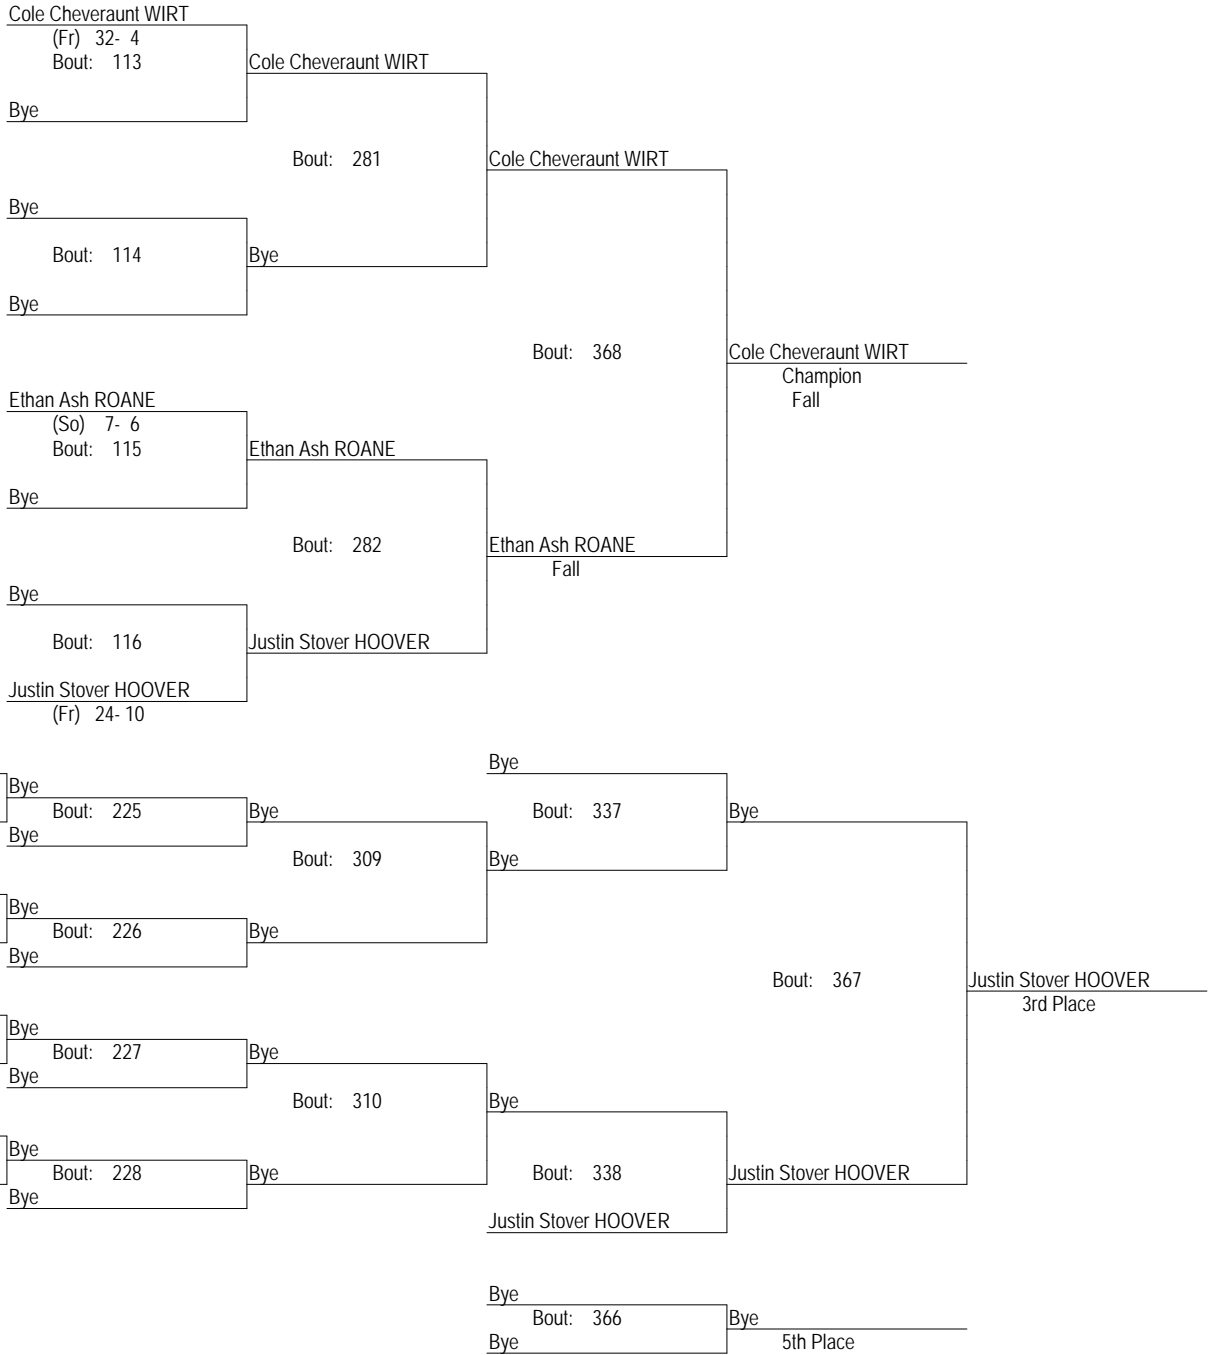 Cole Cheveraunt WIRT
(Fr) 32- 4
Bout: 113
Cole Cheveraunt WIRT
Bye
Bout: 281
Cole Cheveraunt WIRT
Bye
Bout: 114
Bye
Bye
Bout: 368
Cole Cheveraunt WIRT
Champion
Fall
Ethan Ash ROANE
(So) 7- 6
Bout: 115
Ethan Ash ROANE
Bye
Bout: 282
Ethan Ash ROANE
Fall
Bye
Bout: 116
Justin Stover HOOVER
Justin Stover HOOVER
(Fr) 24- 10
Bye
Bye
Bout: 225
Bye
Bout: 337
Bye
Bye
Bout: 309
Bye
Bye
Bout: 226
Bye
Bye
Bout: 367
Justin Stover HOOVER
3rd Place
Bye
Bout: 227
Bye
Bye
Bout: 310
Bye
Bye
Bout: 228
Bye
Bout: 338
Justin Stover HOOVER
Bye
Justin Stover HOOVER
Bye
Bout: 366
Bye
Bye
5th Place